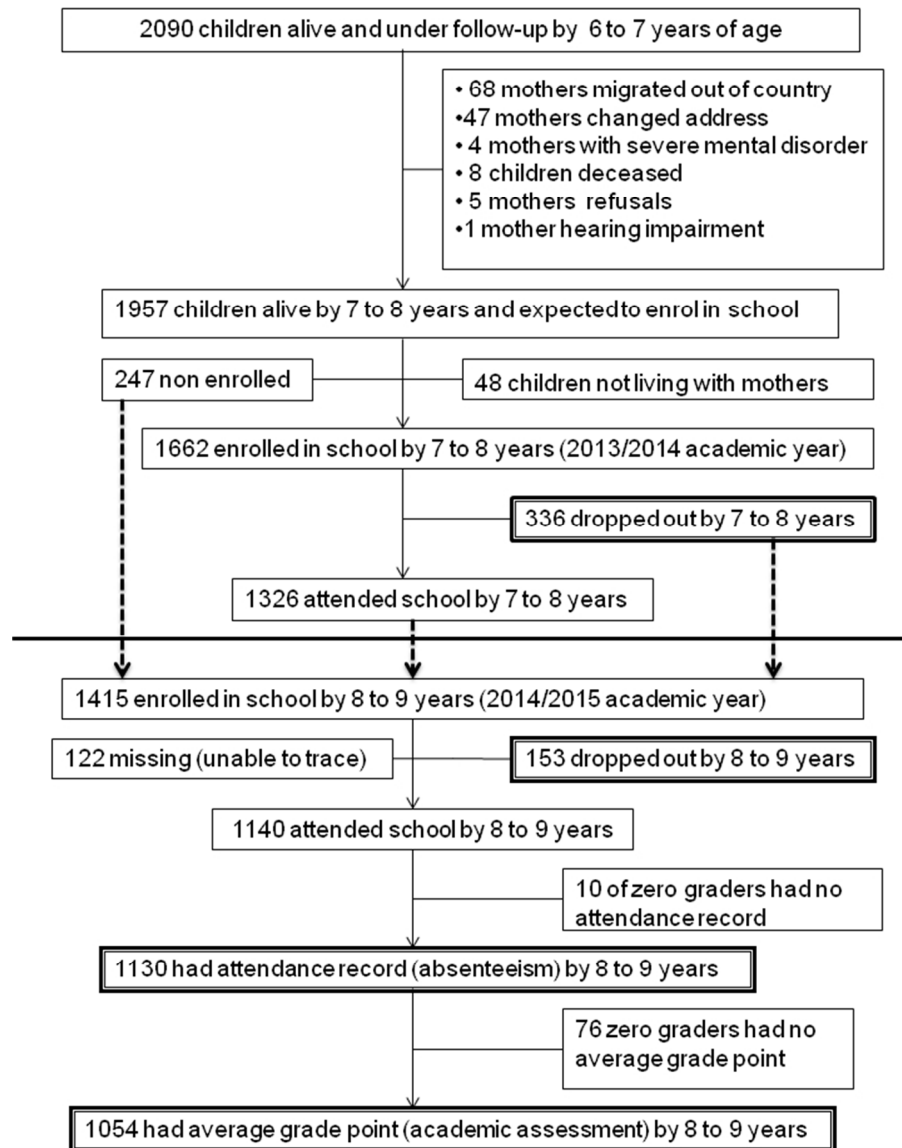 2090 children alive and under follow-up by 6 to 7 years of age
• 68 mothers migrated out of country
•47 mothers changed address
• 4 mothers with severe mental disorder
• 8 children deceased
• 5 mothers refusals
•1 mother hearing impairment
1957 children alive by 7 to 8 years and expected to enrol in school
247 non enrolled
48 children not living with mothers
1662 enrolled in school by 7 to 8 years (2013/2014 academic year)
336 dropped out by 7 to 8 years
1326 attended school by 7 to 8 years
1415 enrolled in school by 8 to 9 years (2014/2015 academic year)
122 missing (unable to trace)
153 dropped out by 8 to 9 years
1140 attended school by 8 to 9 years
10 of zero graders had no
attendance record
1130 had attendance record (absenteeism) by 8 to 9 years
76 zero graders had no
average grade point
1054 had average grade point (academic assessment) by 8 to 9 years